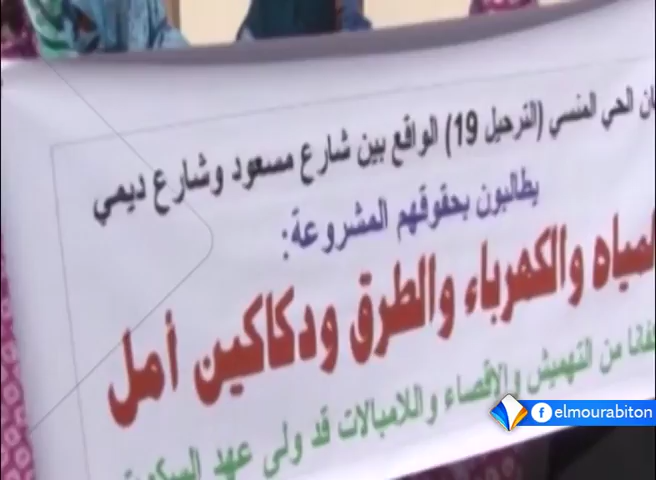 الحي المنسي (الترحيل 19) الواقع بين شارع مسعود وشارع ديمي
يطالبون بحقوقهم المشروعة:
المياه والكهرباء والطرق ودكاكين أمل
من التهميش والإقصاء واللامبالات قد ولى عهد
elmourabiton